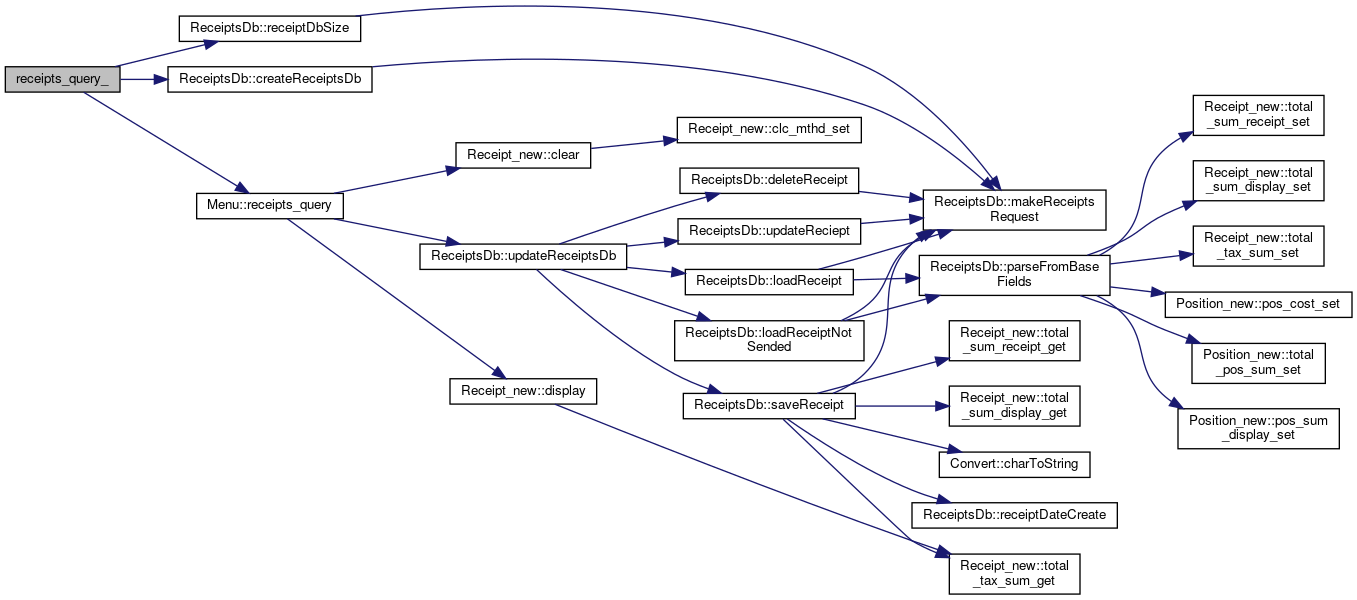 ReceiptsDb::receiptDbSize
receipts_query_
ReceiptsDb::createReceiptsDb
Menu::receipts_query
Receipt_new::clear
ReceiptsDb::updateReceiptsDb
Receipt_new::display
Receipt_new::clc_mthd_set
ReceiptsDb::deleteReceipt
ReceiptsDb::updateReciept
ReceiptsDb::loadReceipt
ReceiptsDb::loadReceiptNot
Sended
ReceiptsDb::saveReceipt
ReceiptsDb::makeReceipts
Request
ReceiptsDb::parseFromBase
Fields
Receipt_new::total
_sum_receipt_get
Receipt_new::total
_sum_display_get
Convert::charToString
ReceiptsDb::receiptDateCreate
Receipt_new::total
_tax_sum_get
Receipt_new::total
_sum_receipt_set
Receipt_new::total
_sum_display_set
Receipt_new::total
_tax_sum_set
Position_new::pos_cost_set
Position_new::total
_pos_sum_set
Position_new::pos_sum
_display_set